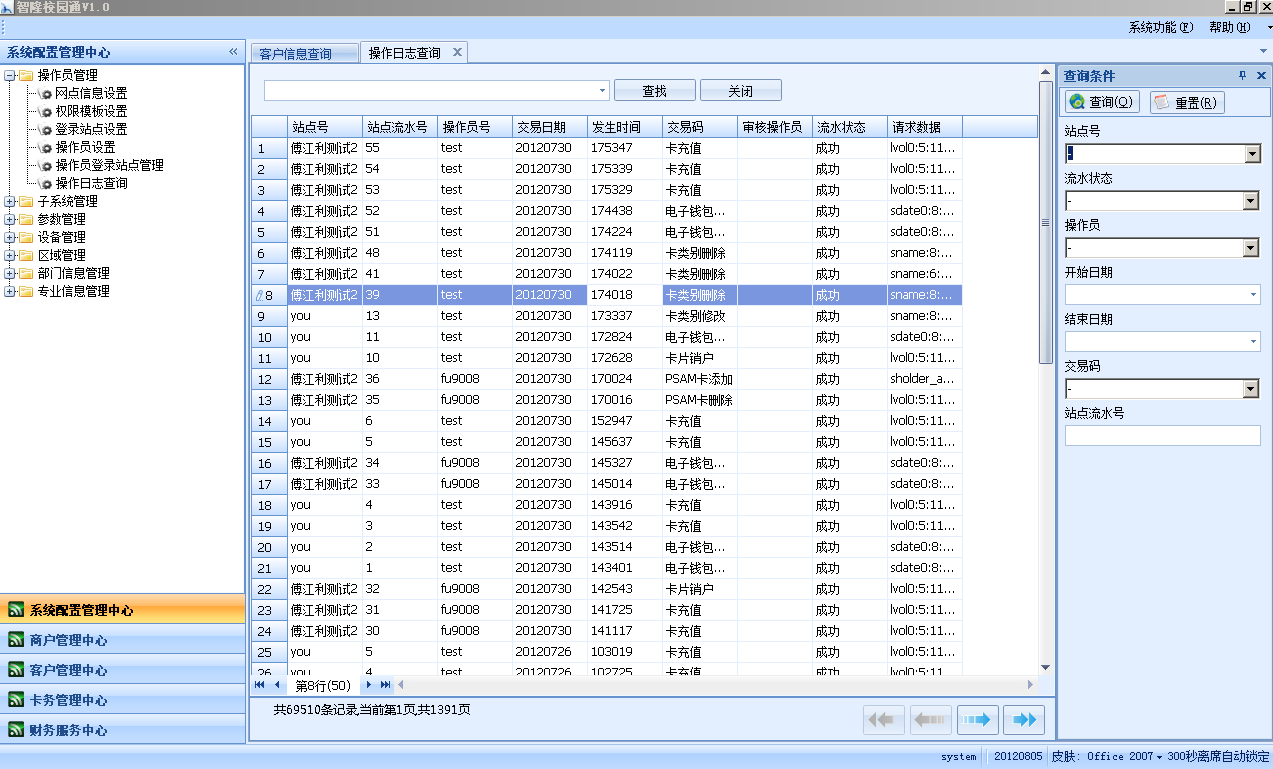 智隆校园通V1.0
系统功能(E) 帮助(H)
系统配置管理中心
操作员管理
网点信息设置
权限模板设置
登录站点设置
操作员设置
操作员登录站点管理
操作日志查询
子系统管理
参数管理
设备管理
区域管理
部门信息管理
专业信息管理
系统配置管理中心
商户管理中心
客户管理中心
卡务管理中心
财务服务中心
客户信息查询 操作日志查询
查找 关闭
站点号 站点流水号 操作员号 交易日期 发生时间 交易码 审核操作员 流水状态 请求数据
1 傅江利测试2 55 test 20120730 175347 卡充值 成功 lvol0:5:11...
2 傅江利测试2 54 test 20120730 175339 卡充值 成功 lvol0:5:11...
3 傅江利测试2 53 test 20120730 175329 卡充值 成功 lvol0:5:11...
4 傅江利测试2 52 test 20120730 174438 电子钱包... 成功 sdate0:8:...
5 傅江利测试2 51 test 20120730 174224 电子钱包... 成功 sdate0:8:...
6 傅江利测试2 48 test 20120730 174119 卡类别删除 成功 sname:8:...
7 傅江利测试2 41 test 20120730 174022 卡类别删除 成功 sname:6:...
8 傅江利测试2 39 test 20120730 174018 卡类别删除 成功 sname:8:...
9 you 13 test 20120730 173337 卡类别修改 成功 sname:8:...
10 you 11 test 20120730 172824 电子钱包... 成功 sdate0:8:...
11 you 10 test 20120730 172628 卡片销户 成功 lvol0:5:11...
12 傅江利测试2 36 fu9008 20120730 170024 PSAM卡添加 成功 sholder_a...
13 傅江利测试2 35 fu9008 20120730 170016 PSAM卡删除 成功 lvol0:5:11...
14 you 6 test 20120730 152947 卡充值 成功 lvol0:5:11...
15 you 5 test 20120730 145637 卡充值 成功 lvol0:5:11...
16 傅江利测试2 34 fu9008 20120730 145327 电子钱包... 成功 sdate0:8:...
17 傅江利测试2 33 fu9008 20120730 145014 电子钱包... 成功 sdate0:8:...
18 you 4 test 20120730 143916 卡充值 成功 lvol0:5:11...
19 you 3 test 20120730 143542 卡充值 成功 lvol0:5:11...
20 you 2 test 20120730 143514 电子钱包... 成功 sdate0:8:...
21 you 1 test 20120730 143401 电子钱包... 成功 sdate0:8:...
22 傅江利测试2 32 fu9008 20120730 142543 卡片销户 成功 lvol0:5:11...
23 傅江利测试2 31 fu9008 20120730 141725 卡充值 成功 lvol0:5:11...
24 傅江利测试2 30 fu9008 20120730 141117 卡充值 成功 lvol0:5:11...
25 you 5 test 20120726 103019 卡充值 成功 lvol0:5:11...
26 you 4 test 20120726 102725 卡充值 成功 lvol0:5:11...
第8行(50)
共69510条记录,当前第1页,共1391页
查询条件
查询(Q) 重置(R)
站点号
-
流水状态
-
操作员
-
开始日期
结束日期
交易码
-
站点流水号
system 20120805 皮肤: Office 2007 300秒离席自动锁定